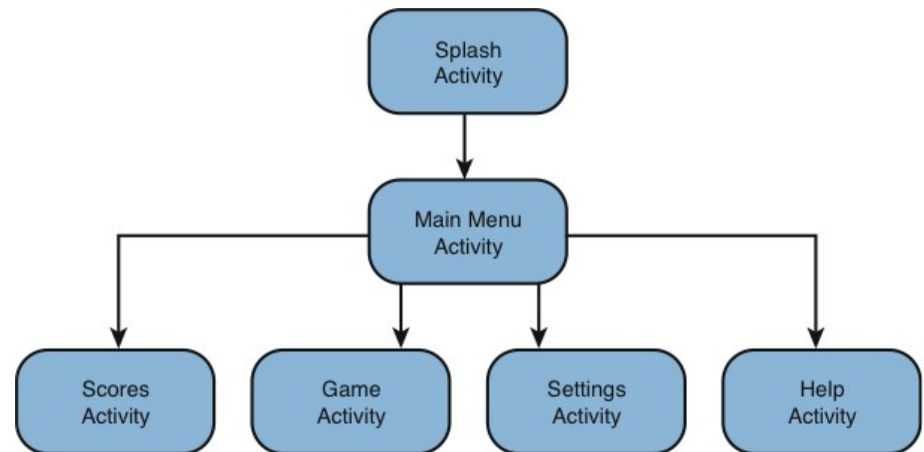 Splash
Activity
Main Menu
Activity
Scores
Activity
Game
Activity
Settings
Activity
Help
Activity